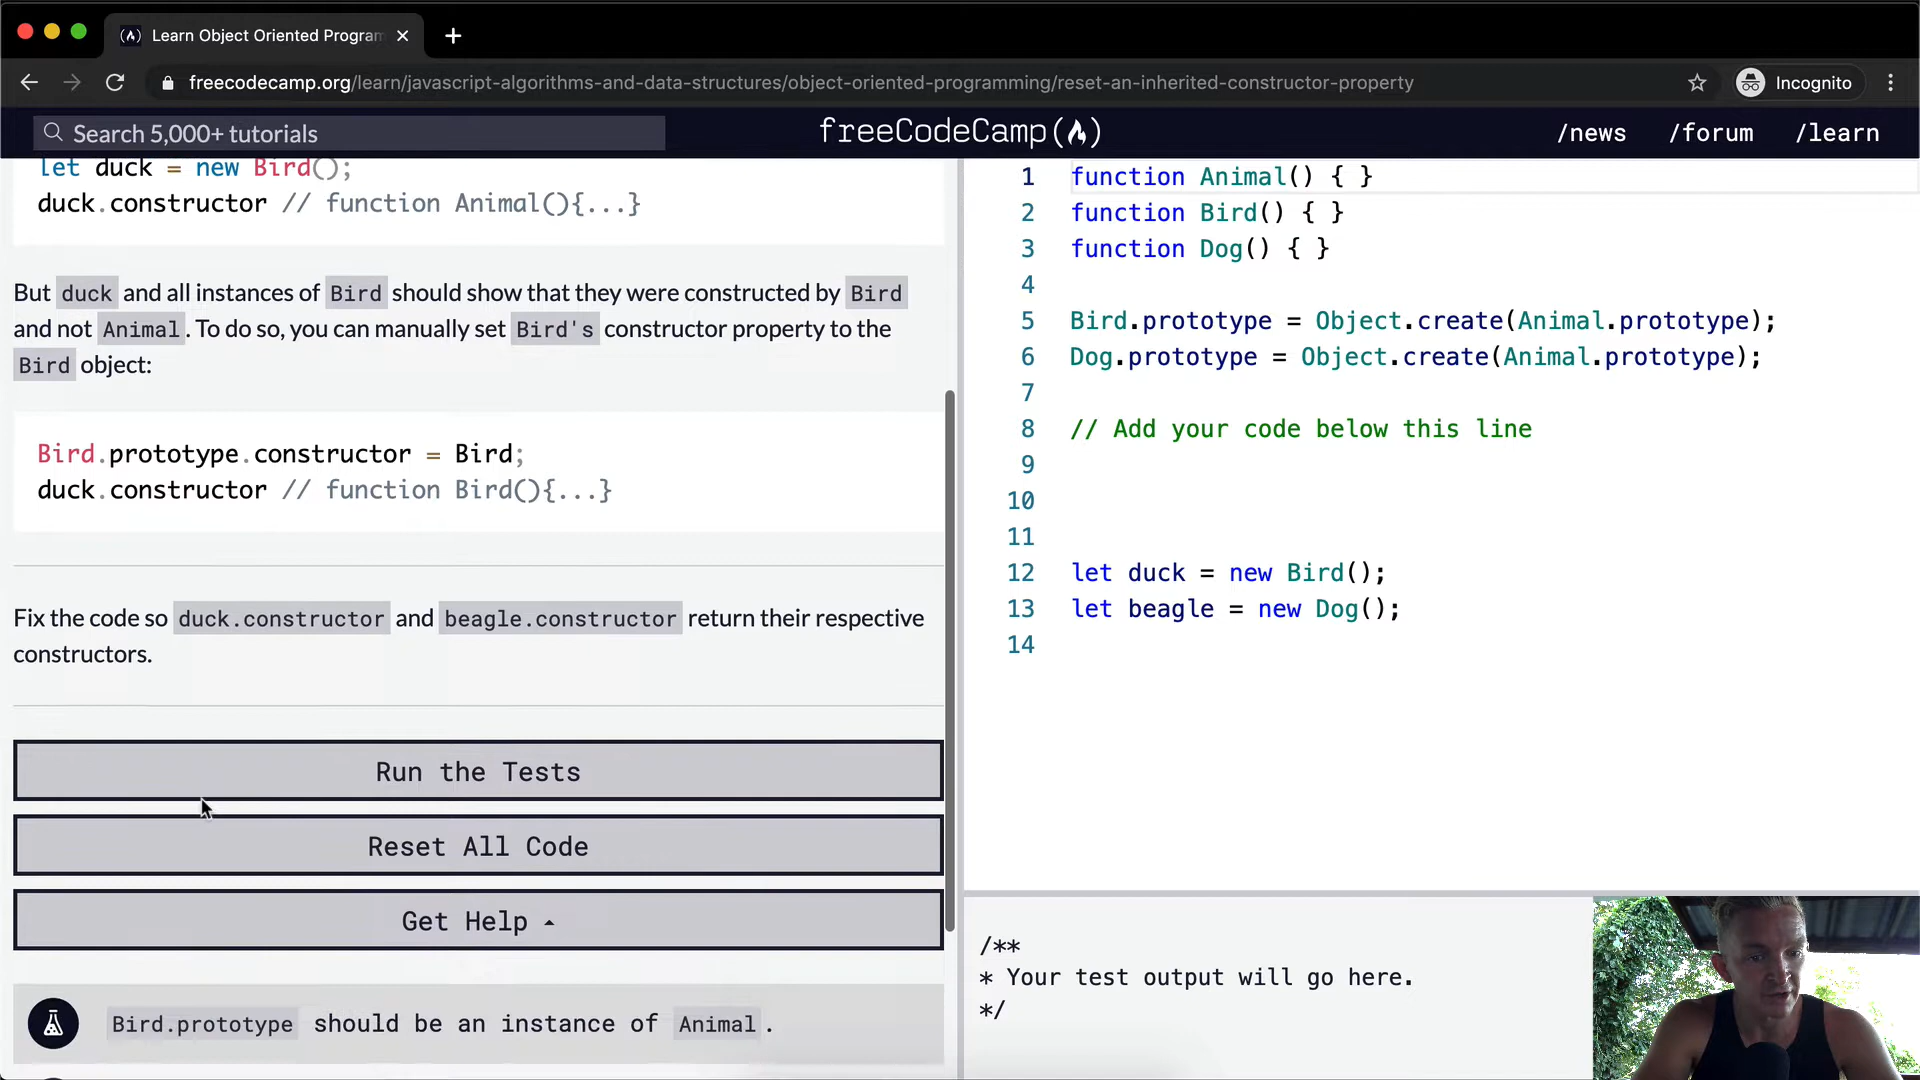 Learn Object Oriented Program
freecodecamp.org/learn/javascript-algorithms-and-data-structures/object-oriented-programming/reset-an-inherited-constructor-property
Incognito
Search 5,000+ tutorials
freeCodeCamp(🔥)
/news /forum /learn
let duck = new Bird();
duck.constructor // function Animal(){...}
But duck and all instances of Bird should show that they were constructed by Bird
and not Animal. To do so, you can manually set Bird's constructor property to the
Bird object:
Bird.prototype.constructor = Bird;
duck.constructor // function Bird(){...}
Fix the code so duck.constructor and beagle.constructor return their respective
constructors.
Run the Tests
Reset All Code
Get Help
Bird.prototype should be an instance of Animal.
1 function Animal() { }
2 function Bird() { }
3 function Dog() { }
4
5 Bird.prototype = Object.create(Animal.prototype);
6 Dog.prototype = Object.create(Animal.prototype);
7
8 // Add your code below this line
9
10
11
12 let duck = new Bird();
13 let beagle = new Dog();
14
/**
* Your test output will go here.
*/